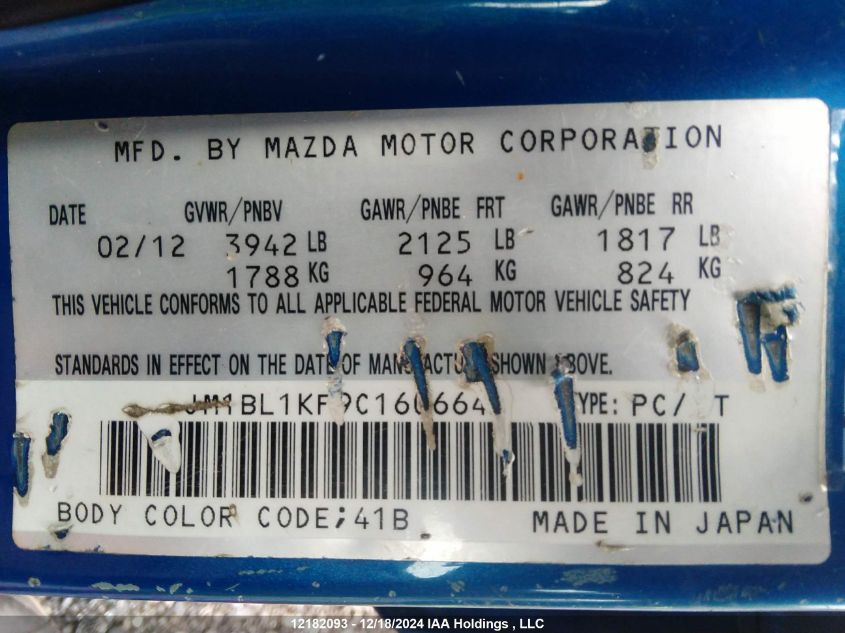 MFD. BY MAZDA MOTOR CORPORATION
DATE GVWR/PNBV GAWR/PNBE FRT GAWR/PNBE RR
02/12 3942 LB 2125 LB 1817 LB
1788 KG 964 KG 824 KG
THIS VEHICLE CONFORMS TO ALL APPLICABLE FEDERAL MOTOR VEHICLE SAFETY
STANDARDS IN EFFECT ON THE DATE OF MANUFACTURE SHOWN ABOVE.
TYPE: PC/
BODY COLOR CODE;41B MADE IN JAPAN
12182093 - 12/18/2024 IAA Holdings , LLC